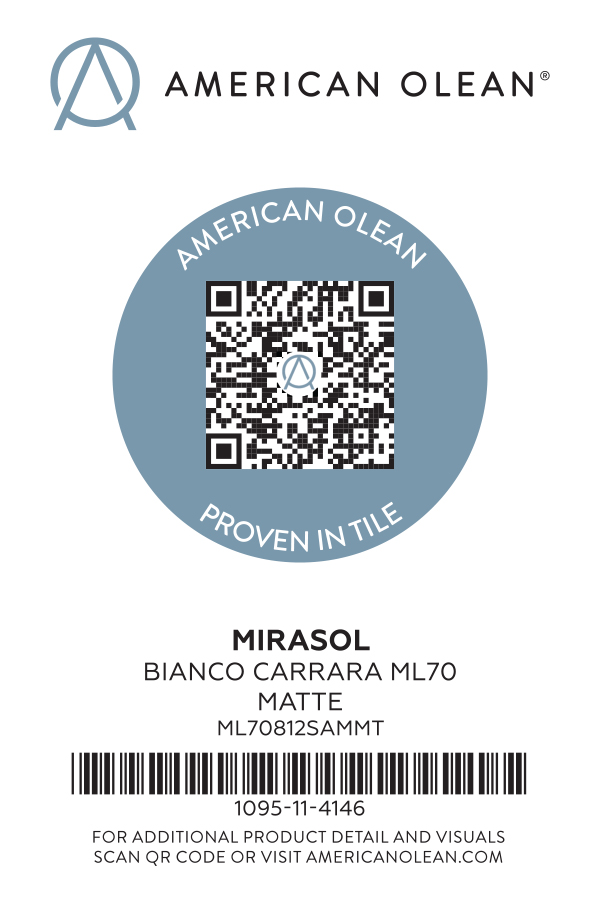 AMERICAN OLEAN®
AMERICAN OLEAN
PROVEN IN TILE
MIRASOL
BIANCO CARRARA ML70
MATTE
ML70812SAMMT
1095-11-4146
FOR ADDITIONAL PRODUCT DETAIL AND VISUALS
SCAN QR CODE OR VISIT AMERICANOLEAN.COM